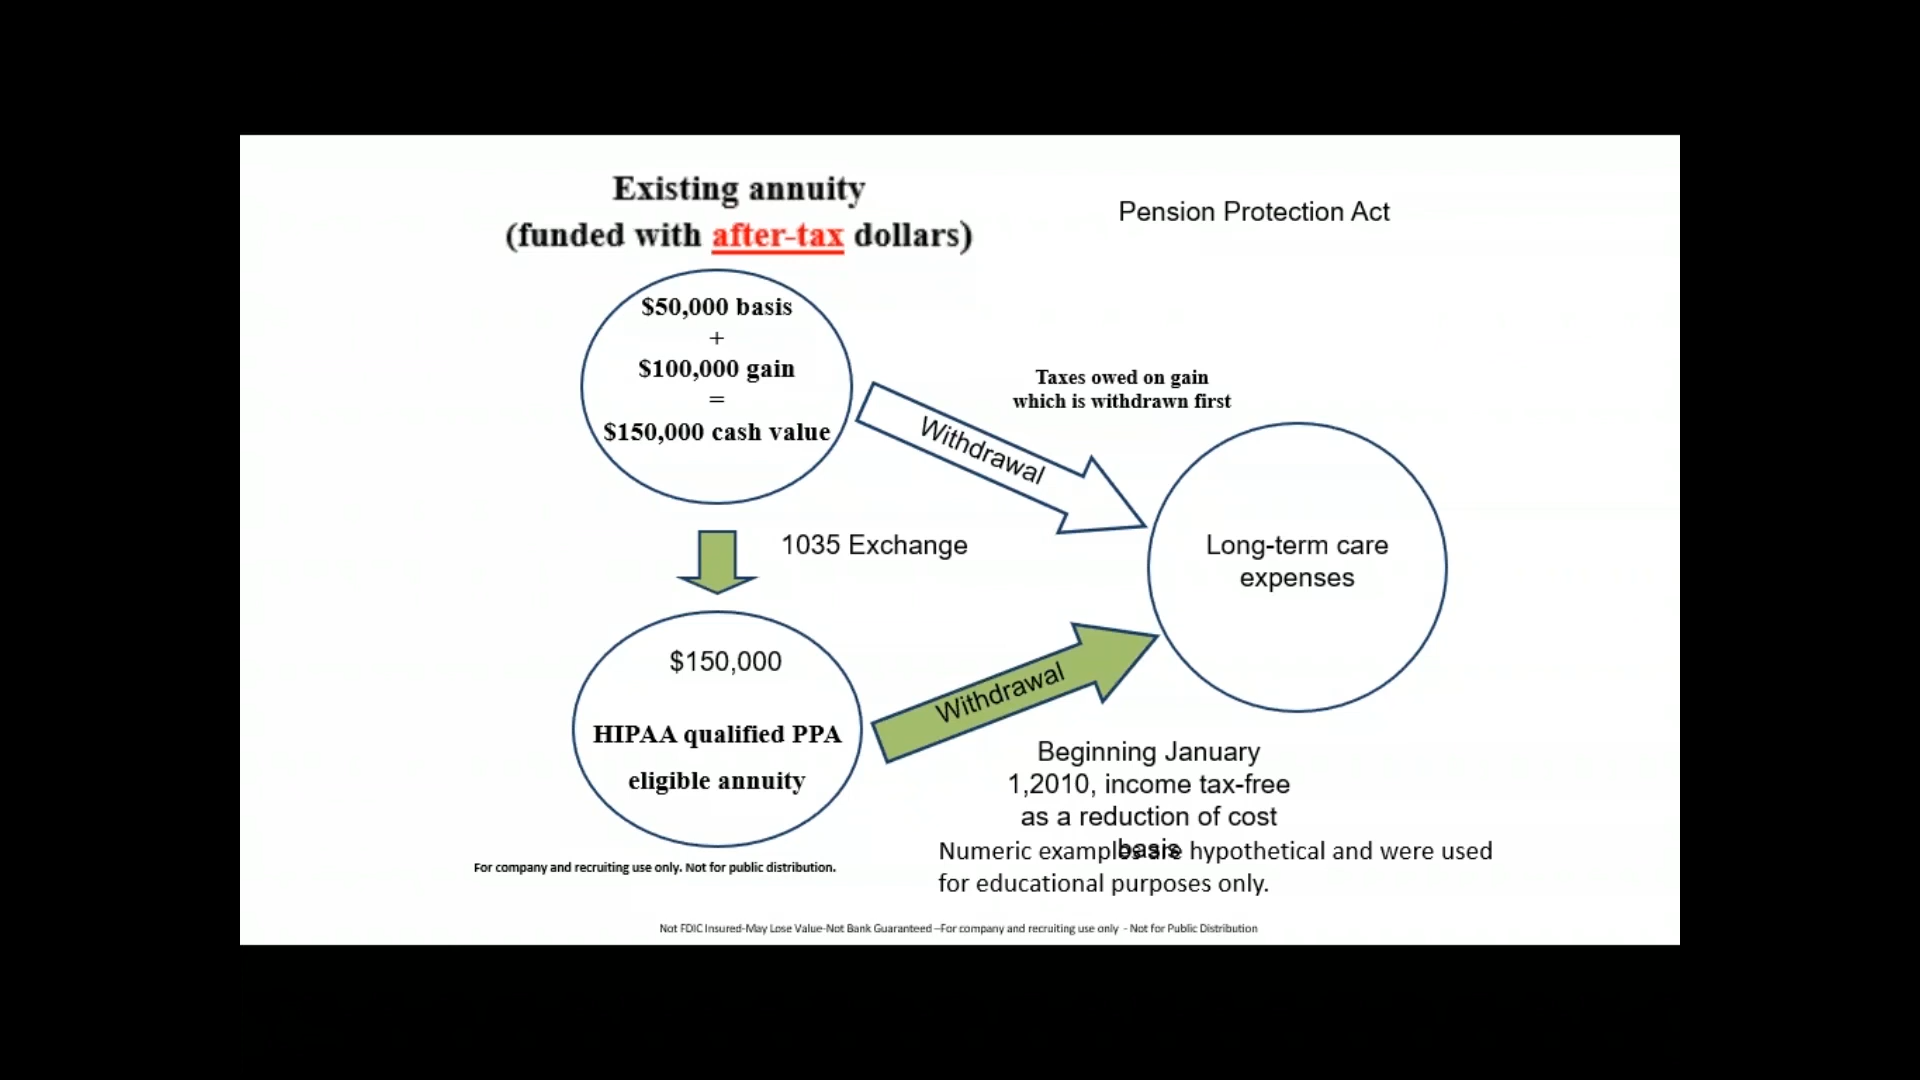 Existing annuity
(funded with after-tax dollars)
Pension Protection Act
$50,000 basis
+
$100,000 gain
=
$150,000 cash value
Taxes owed on gain
which is withdrawn first
Withdrawal
Long-term care
expenses
1035 Exchange
$150,000
HIPAA qualified PPA
eligible annuity
Withdrawal
Beginning January
1,2010, income tax-free
as a reduction of cost
basis
Numeric examples are hypothetical and were used
for educational purposes only.
For company and recruiting use only. Not for public distribution.
Not FDIC Insured-May Lose Value-Not Bank Guaranteed –For company and recruiting use only - Not for Public Distribution